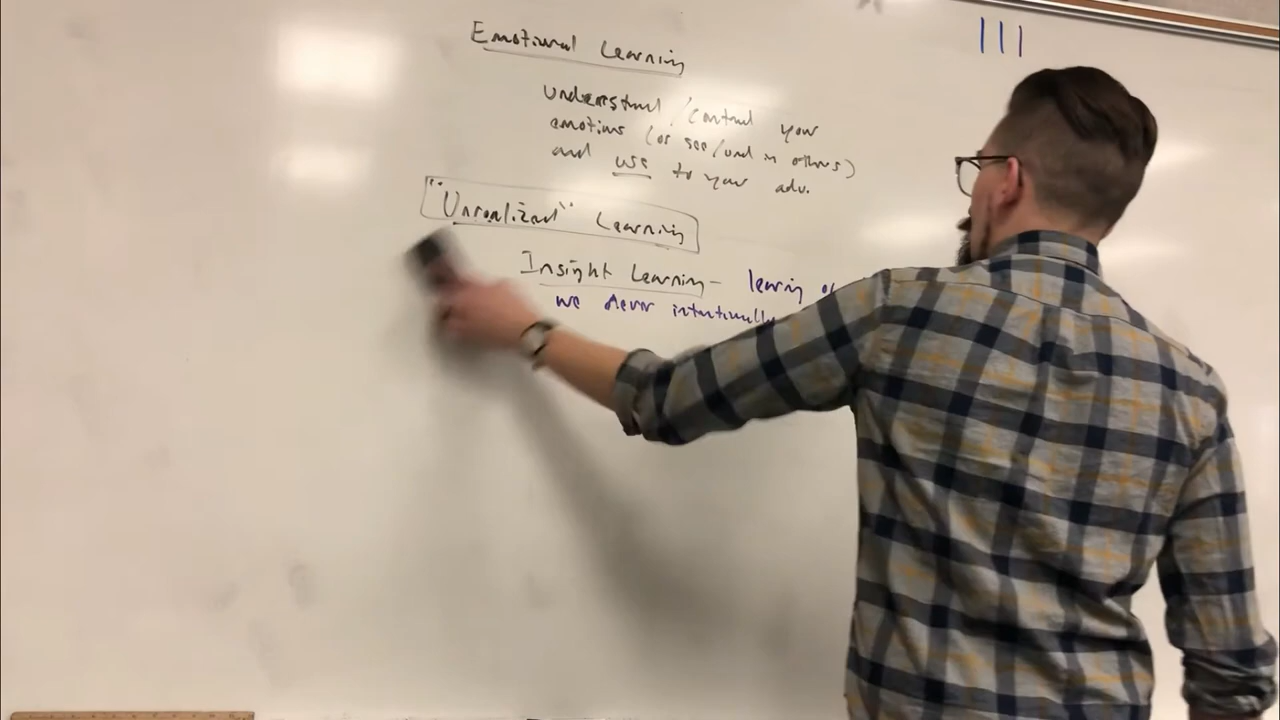 Emotional Learning
III
Understand / control your
emotions (or see/und in others)
and use to your adv.
"Unrealized" Learning
Insight Learning - learning
we never intentionally